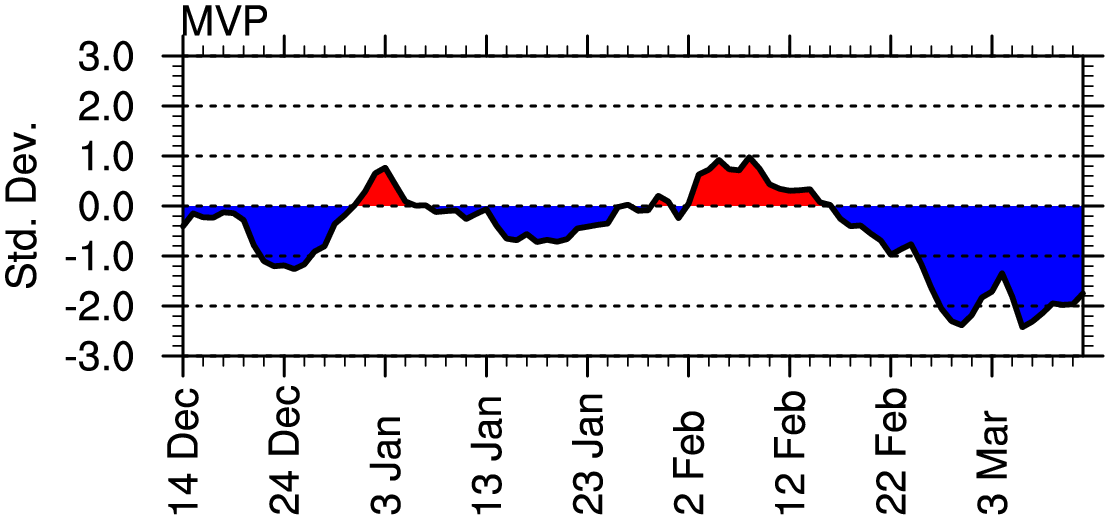 MVP
Std. Dev.
3.0
2.0
1.0
0.0
-1.0
-2.0
-3.0
14 Dec
24 Dec
3 Jan
13 Jan
23 Jan
2 Feb
12 Feb
22 Feb
3 Mar